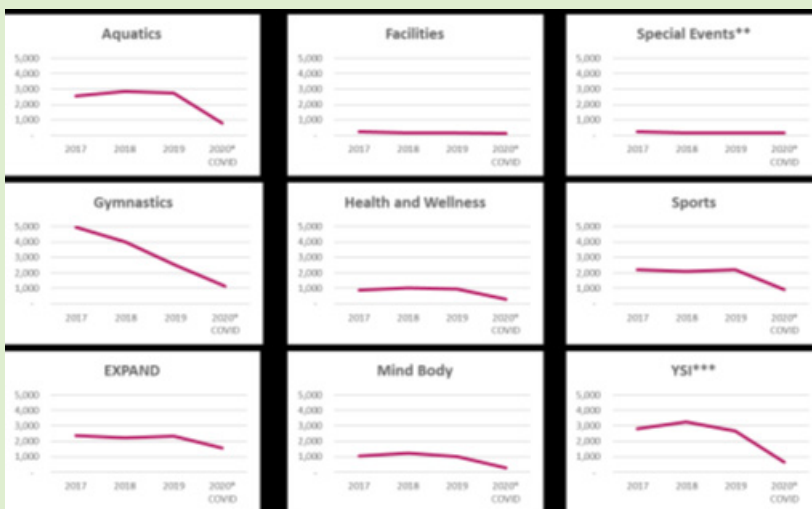 Aquatics
5,000
4,000
3,000
2,000
1,000
-
2017 2018 2019 2020*
COVID
Facilities
5,000
4,000
3,000
2,000
1,000
-
2017 2018 2019 2020*
COVID
Special Events**
5,000
4,000
3,000
2,000
1,000
-
2017 2018 2019 2020*
COVID
Gymnastics
5,000
4,000
3,000
2,000
1,000
-
2017 2018 2019 2020*
COVID
Health and Wellness
5,000
4,000
3,000
2,000
1,000
-
2017 2018 2019 2020*
COVID
Sports
5,000
4,000
3,000
2,000
1,000
-
2017 2018 2019 2020*
COVID
EXPAND
5,000
4,000
3,000
2,000
1,000
-
2017 2018 2019 2020*
COVID
Mind Body
5,000
4,000
3,000
2,000
1,000
-
2017 2018 2019 2020*
COVID
YSI***
5,000
4,000
3,000
2,000
1,000
-
2017 2018 2019 2020*
COVID